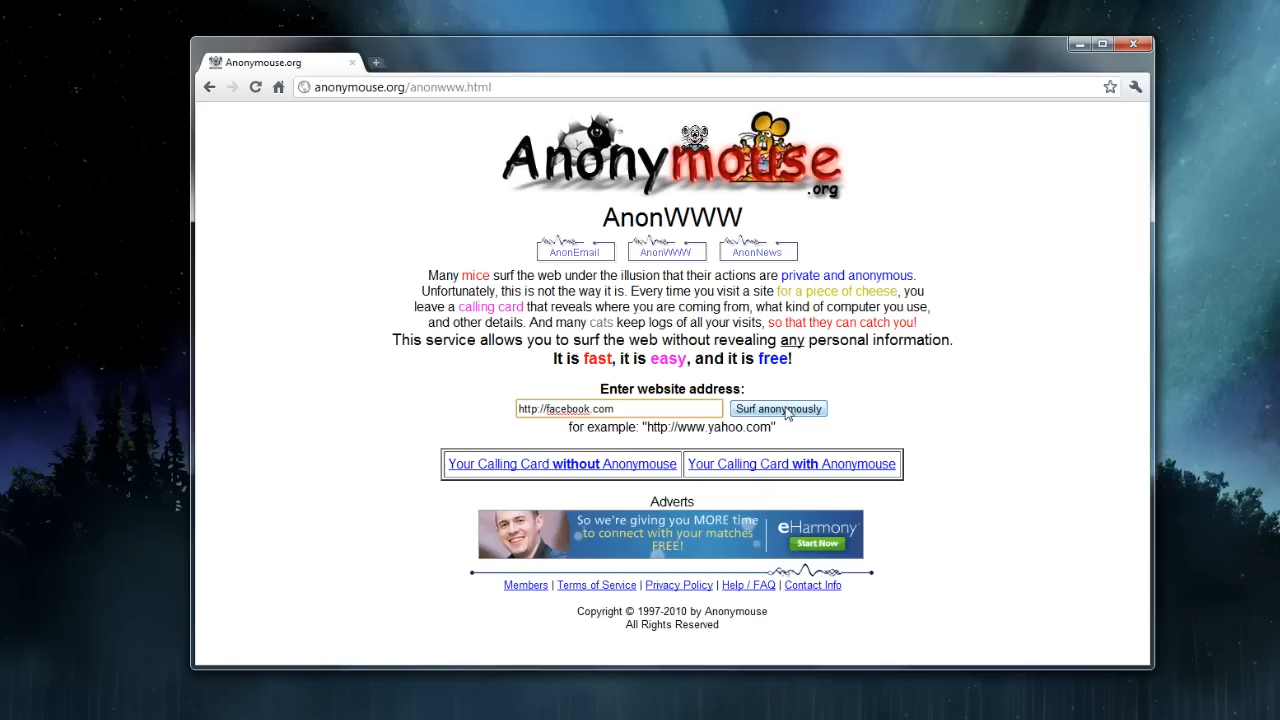 Anonymouse.org
anonymouse.org/anonwww.html
Anonymouse
.org
AnonWWW
AnonEmail AnonWWW AnonNews
Many mice surf the web under the illusion that their actions are private and anonymous.
Unfortunately, this is not the way it is. Every time you visit a site for a piece of cheese, you
leave a calling card that reveals where you are coming from, what kind of computer you use,
and other details. And many cats keep logs of all your visits, so that they can catch you!
This service allows you to surf the web without revealing any personal information.
It is fast, it is easy, and it is free!
Enter website address:
http://facebook.com Surf anonymously
for example: "http://www.yahoo.com"
Your Calling Card without Anonymouse Your Calling Card with Anonymouse
Adverts
So we're giving you MORE time
to connect with your matches
FREE!
eHarmony
Start Now
Members | Terms of Service | Privacy Policy | Help / FAQ | Contact Info
Copyright © 1997-2010 by Anonymouse
All Rights Reserved